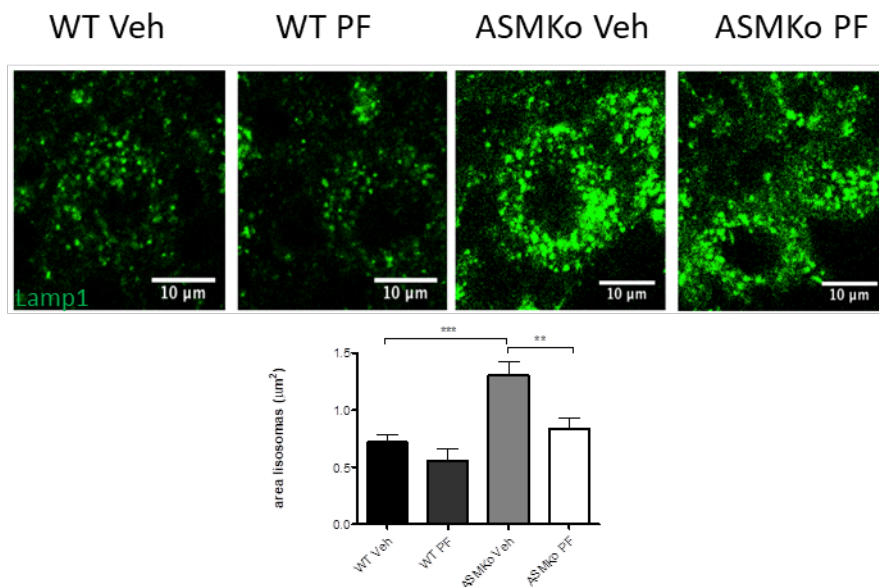 WT Veh WT PF ASMKo Veh ASMKo PF
Lamp1 10 µm 10 µm 10 µm 10 µm
*** **
area lisosomas (µm²)
1.5
1.0
0.5
0.0
WT Veh WT PF ASMKo Veh ASMKo PF